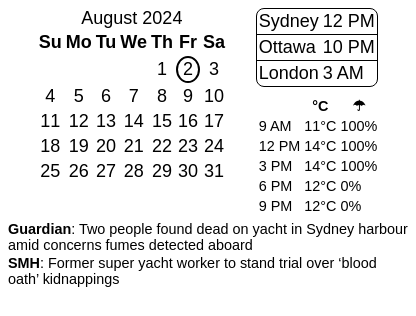 August 2024
Su Mo Tu We Th Fr Sa
1 2 3
4 5 6 7 8 9 10
11 12 13 14 15 16 17
18 19 20 21 22 23 24
25 26 27 28 29 30 31
Sydney 12 PM
Ottawa 10 PM
London 3 AM
°C ☂
9 AM 11°C 100%
12 PM 14°C 100%
3 PM 14°C 100%
6 PM 12°C 0%
9 PM 12°C 0%
Guardian: Two people found dead on yacht in Sydney harbour
amid concerns fumes detected aboard
SMH: Former super yacht worker to stand trial over ‘blood
oath’ kidnappings